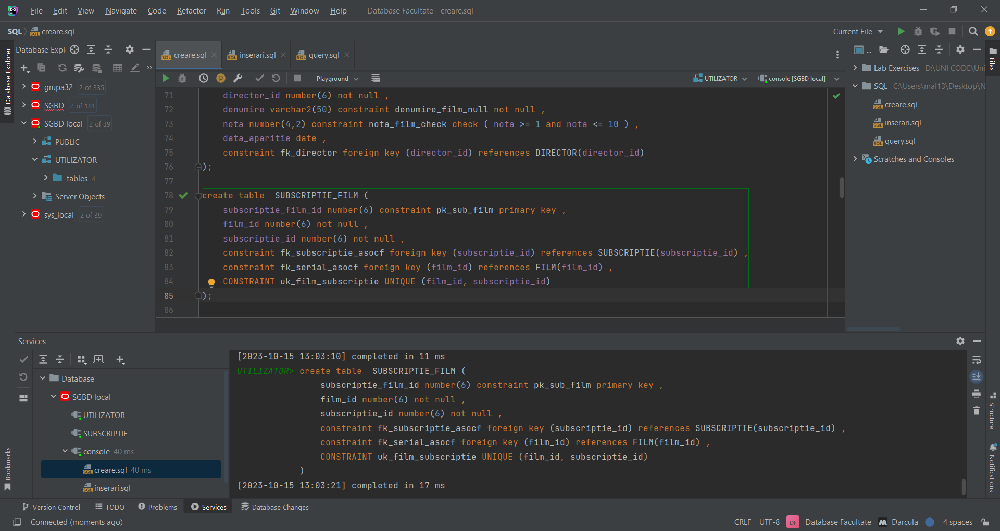 DG File Edit View Navigate Code Refactor Run Tools Git Window Help Database Facultate - creare.sql
SQL creare.sql
Current File
Database Explorer
Database Expl
grupa32 2 of 335
SGBD 2 of 181
SGBD local 2 of 39
PUBLIC
UTILIZATOR
tables 4
Server Objects
sys_local 2 of 39
creare.sql inserari.sql query.sql
Playground
UTILIZATOR console [SGBD local]
71 director_id number(6) not null ,
72 denumire varchar2(50) constraint denumire_film_null not null ,
73 nota number(4,2) constraint nota_film_check check ( nota >= 1 and nota <= 10 ) ,
74 data_aparitie date ,
75 constraint fk_director foreign key (director_id) references DIRECTOR(director_id)
76 );
77
78 create table SUBSCRIPTIE_FILM (
79 subscriptie_film_id number(6) constraint pk_sub_film primary key ,
80 film_id number(6) not null ,
81 subscriptie_id number(6) not null ,
82 constraint fk_subscriptie_asocf foreign key (subscriptie_id) references SUBSCRIPTIE(subscriptie_id) ,
83 constraint fk_serial_asocf foreign key (film_id) references FILM(film_id) ,
84 CONSTRAINT uk_film_subscriptie UNIQUE (film_id, subscriptie_id)
85 );
86
...
Files
Lab Exercises D:\UNI CODE\Uni
SQL C:\Users\mal13\Desktop\N
creare.sql
inserari.sql
query.sql
Scratches and Consoles
Services
Database
SGBD local
UTILIZATOR
SUBSCRIPTIE
console 40 ms
creare.sql 40 ms
inserari.sql
[2023-10-15 13:03:10] completed in 11 ms
UTILIZATOR> create table SUBSCRIPTIE_FILM (
subscriptie_film_id number(6) constraint pk_sub_film primary key ,
film_id number(6) not null ,
subscriptie_id number(6) not null ,
constraint fk_subscriptie_asocf foreign key (subscriptie_id) references SUBSCRIPTIE(subscriptie_id) ,
constraint fk_serial_asocf foreign key (film_id) references FILM(film_id) ,
CONSTRAINT uk_film_subscriptie UNIQUE (film_id, subscriptie_id)
)
[2023-10-15 13:03:21] completed in 17 ms
Structure
Notifications
Bookmarks
Version Control TODO Problems Services Database Changes
Connected (moments ago)
CRLF UTF-8 DF Database Facultate Darcula 4 spaces